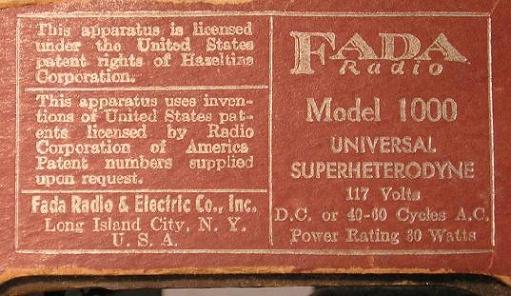 This apparatus is licensed
under the United States
patent rights of Hazeltine
Corporation.
This apparatus uses inven-
tions of United States pat-
ents licensed by Radio
Corporation of America
Patent numbers supplied
upon request.
Fada Radio & Electric Co., Inc.
Long Island City, N. Y.
U. S. A.
FADA
Radio
Model 1000
UNIVERSAL
SUPERHETERODYNE
117 Volts
D.C. or 40-60 Cycles A.C.
Power Rating 30 Watts